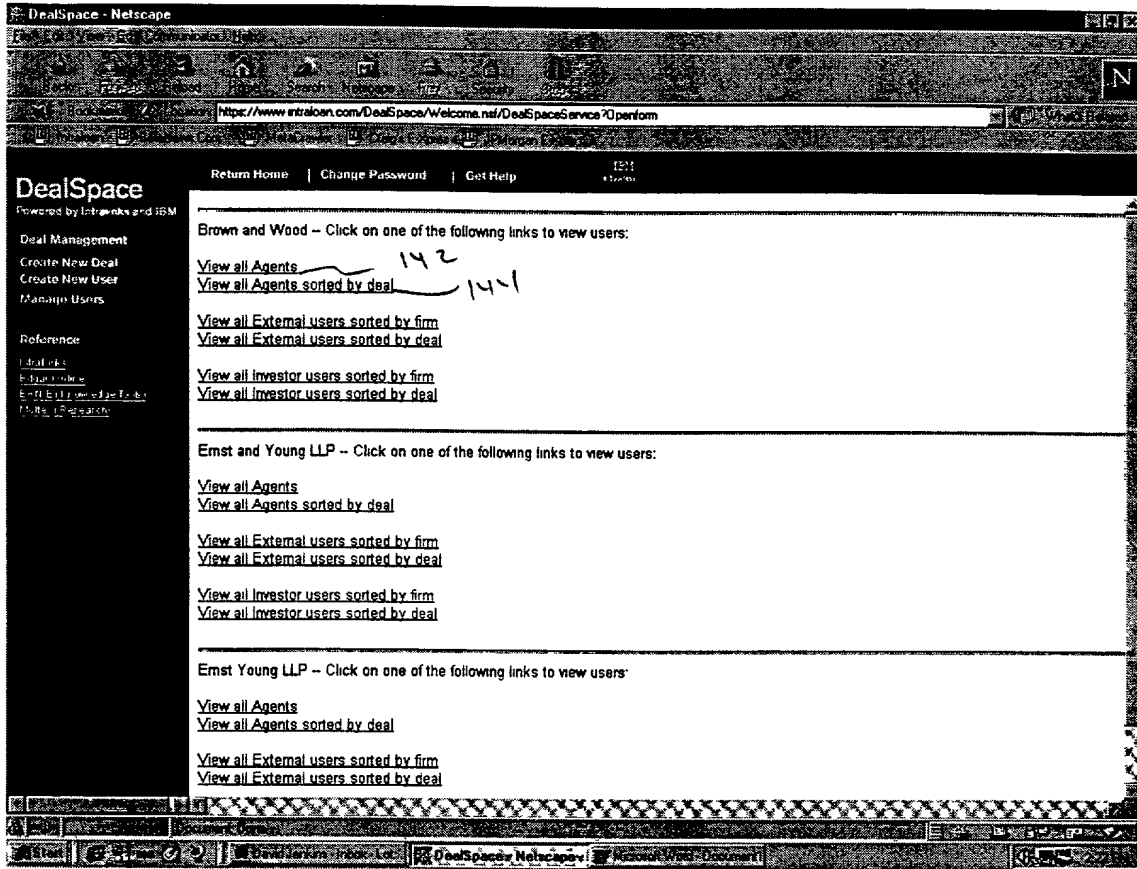 DealSpace - Netscape
N
https://www.intraloan.com/DealSpace/Welcome.nsf/DealSpaceService?Openform
Return Home | Change Password | Get Help
DealSpace
Powered by Intralinks and IBM
Deal Management
Create New Deal
Create New User
Manage Users
Reference
IntraLinks
Brown and Wood -- Click on one of the following links to view users:
View all Agents 142
View all Agents sorted by deal 144
View all External users sorted by firm
View all External users sorted by deal
View all Investor users sorted by firm
View all Investor users sorted by deal
Ernst and Young LLP -- Click on one of the following links to view users:
View all Agents
View all Agents sorted by deal
View all External users sorted by firm
View all External users sorted by deal
View all Investor users sorted by firm
View all Investor users sorted by deal
Ernst Young LLP -- Click on one of the following links to view users:
View all Agents
View all Agents sorted by deal
View all External users sorted by firm
View all External users sorted by deal
Start
DealSpace - Netscape
Microsoft Word - Document1